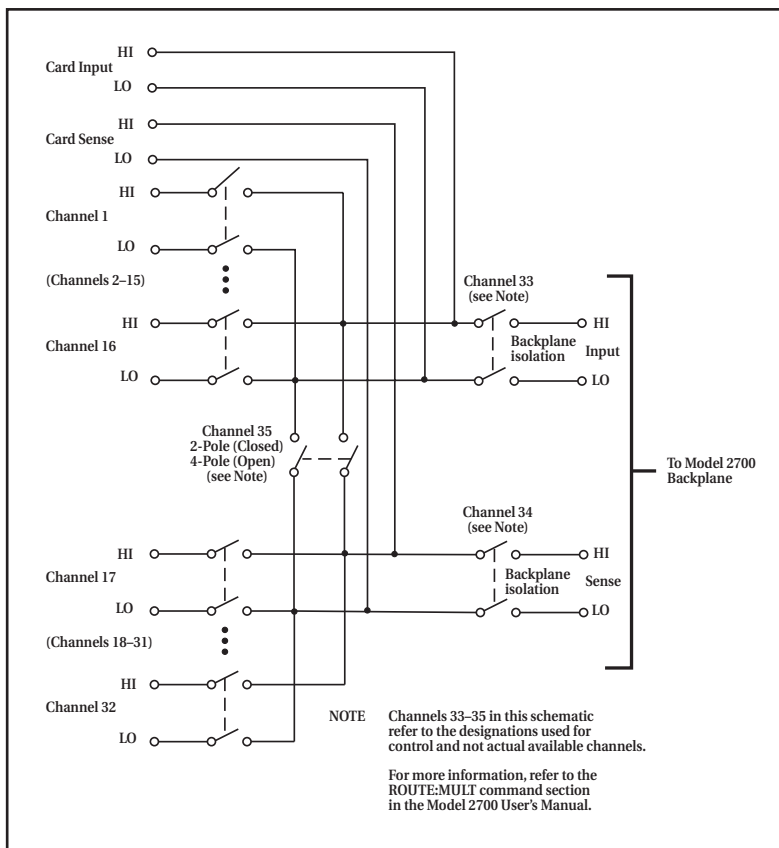 HI
Card Input
LO
HI
Card Sense
LO
HI
Channel 1
LO
(Channels 2–15)
Channel 33
(see Note)
HI
HI
Channel 16
Backplane
isolation
Input
LO
LO
Channel 35
2-Pole (Closed)
4-Pole (Open)
(see Note)
To Model 2700
Backplane
Channel 34
(see Note)
HI
HI
Channel 17
Backplane
isolation
Sense
LO
LO
(Channels 18–31)
HI
Channel 32
LO
NOTE Channels 33–35 in this schematic
refer to the designations used for
control and not actual available channels.
For more information, refer to the
ROUTE:MULT command section
in the Model 2700 User's Manual.